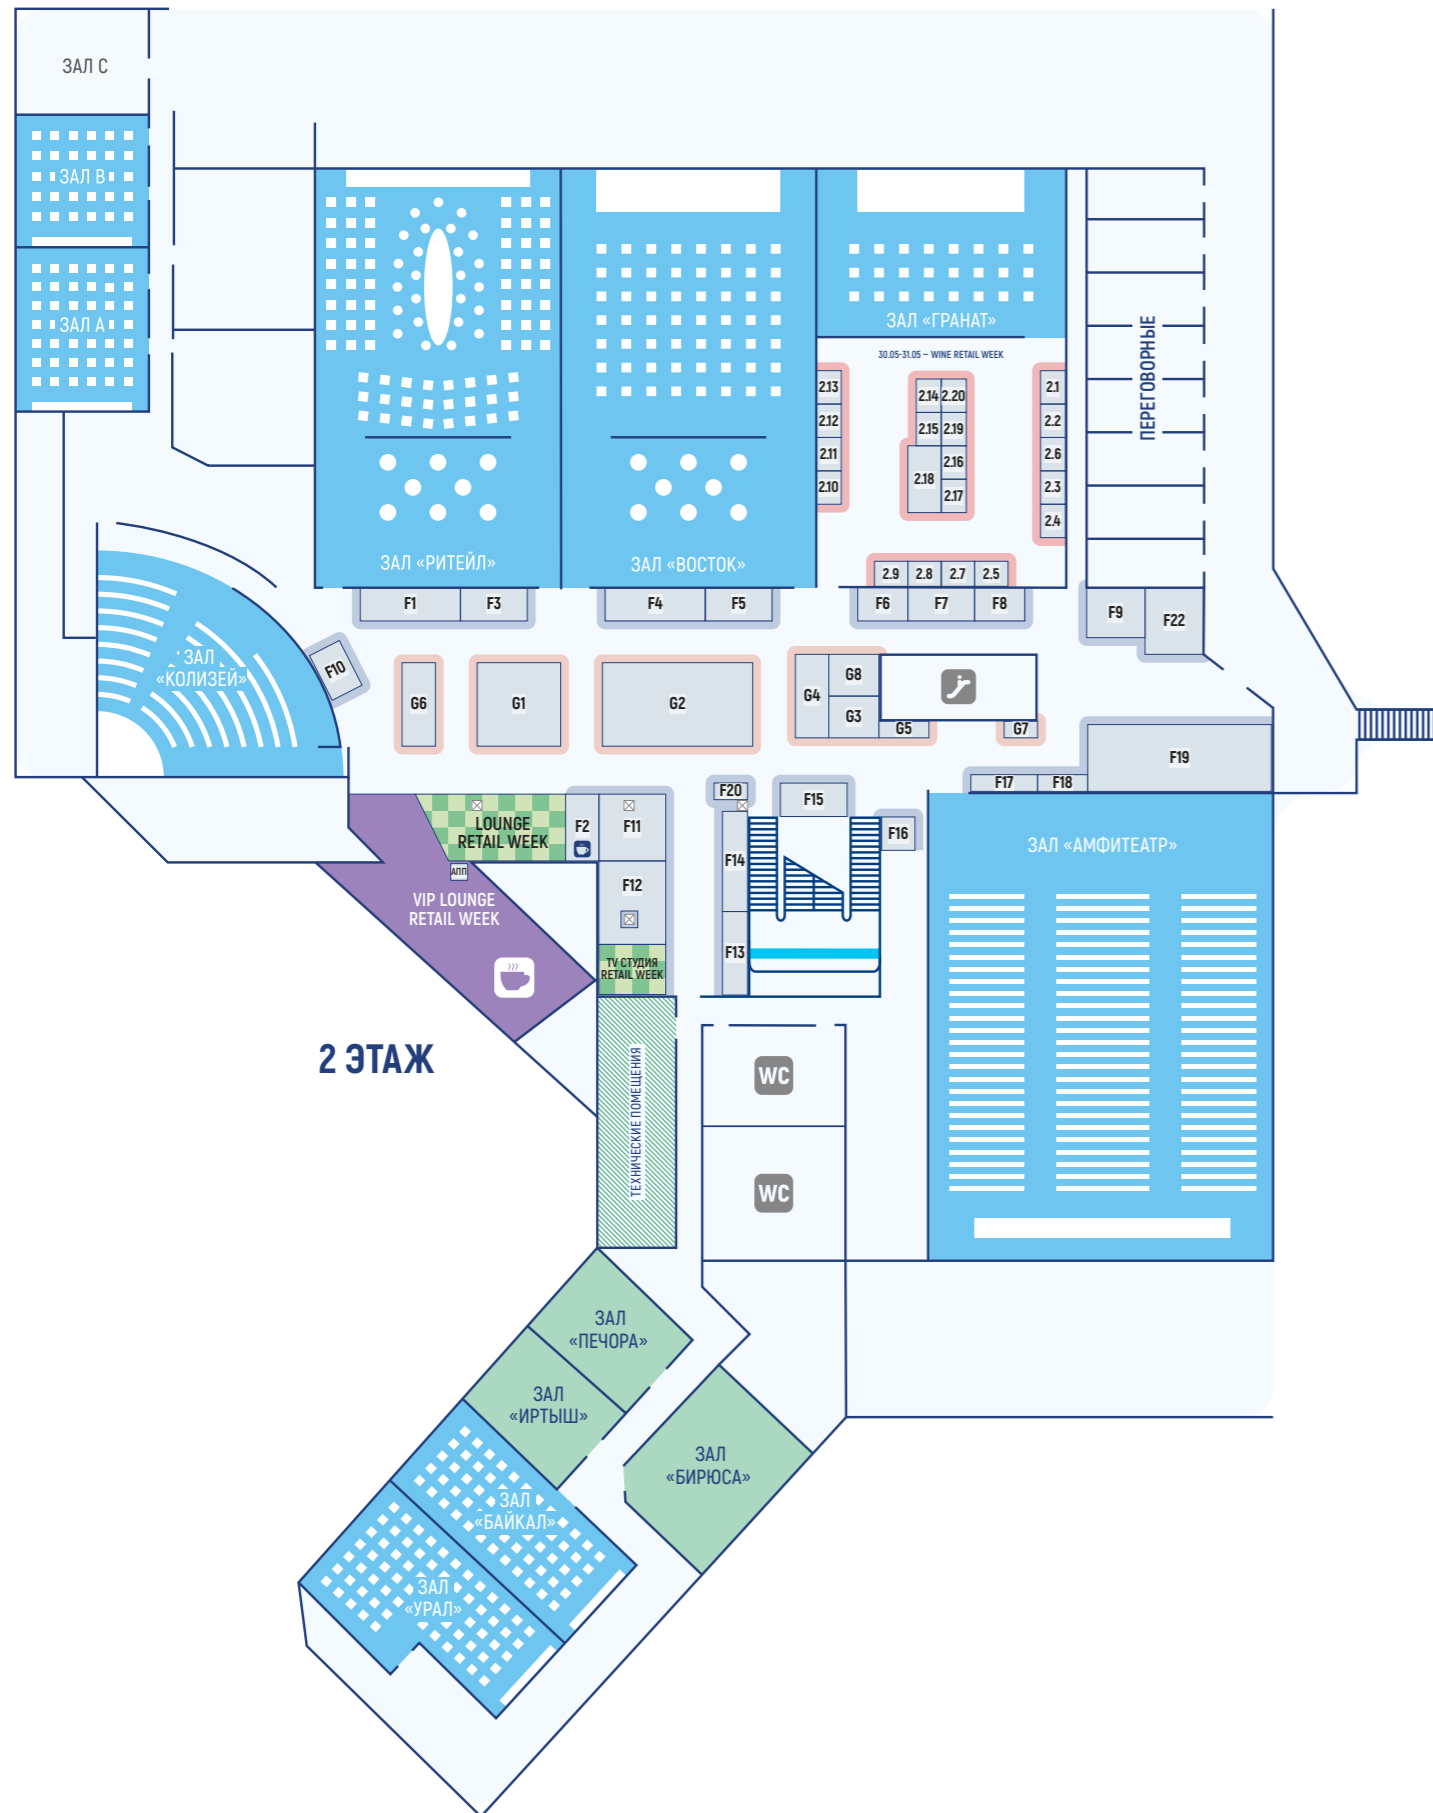 ЗАЛ С
ЗАЛ В
ЗАЛ А
ЗАЛ «РИТЕЙЛ»
ЗАЛ «ВОСТОК»
ЗАЛ «ГРАНАТ»
30.05-31.05 – WINE RETAIL WEEK
2.13
2.12
2.11
2.10
2.14
2.20
2.15
2.19
2.18
2.16
2.17
2.1
2.2
2.6
2.3
2.4
2.9
2.8
2.7
2.5
ПЕРЕГОВОРНЫЕ
F1
F3
F4
F5
F6
F7
F8
F9
F22
ЗАЛ
«КОЛИЗЕЙ»
F10
G6
G1
G2
G4
G8
G3
G5
G7
F19
F17
F18
LOUNGE
RETAIL WEEK
F2
F11
F12
АПП
VIP LOUNGE
RETAIL WEEK
TV СТУДИЯ
RETAIL WEEK
F20
F15
F16
F14
F13
ЗАЛ «АМФИТЕАТР»
2 ЭТАЖ
ТЕХНИЧЕСКИЕ ПОМЕЩЕНИЯ
WC
WC
ЗАЛ
«ПЕЧОРА»
ЗАЛ
«ИРТЫШ»
ЗАЛ
«БИРЮСА»
ЗАЛ
«БАЙКАЛ»
ЗАЛ
«УРАЛ»